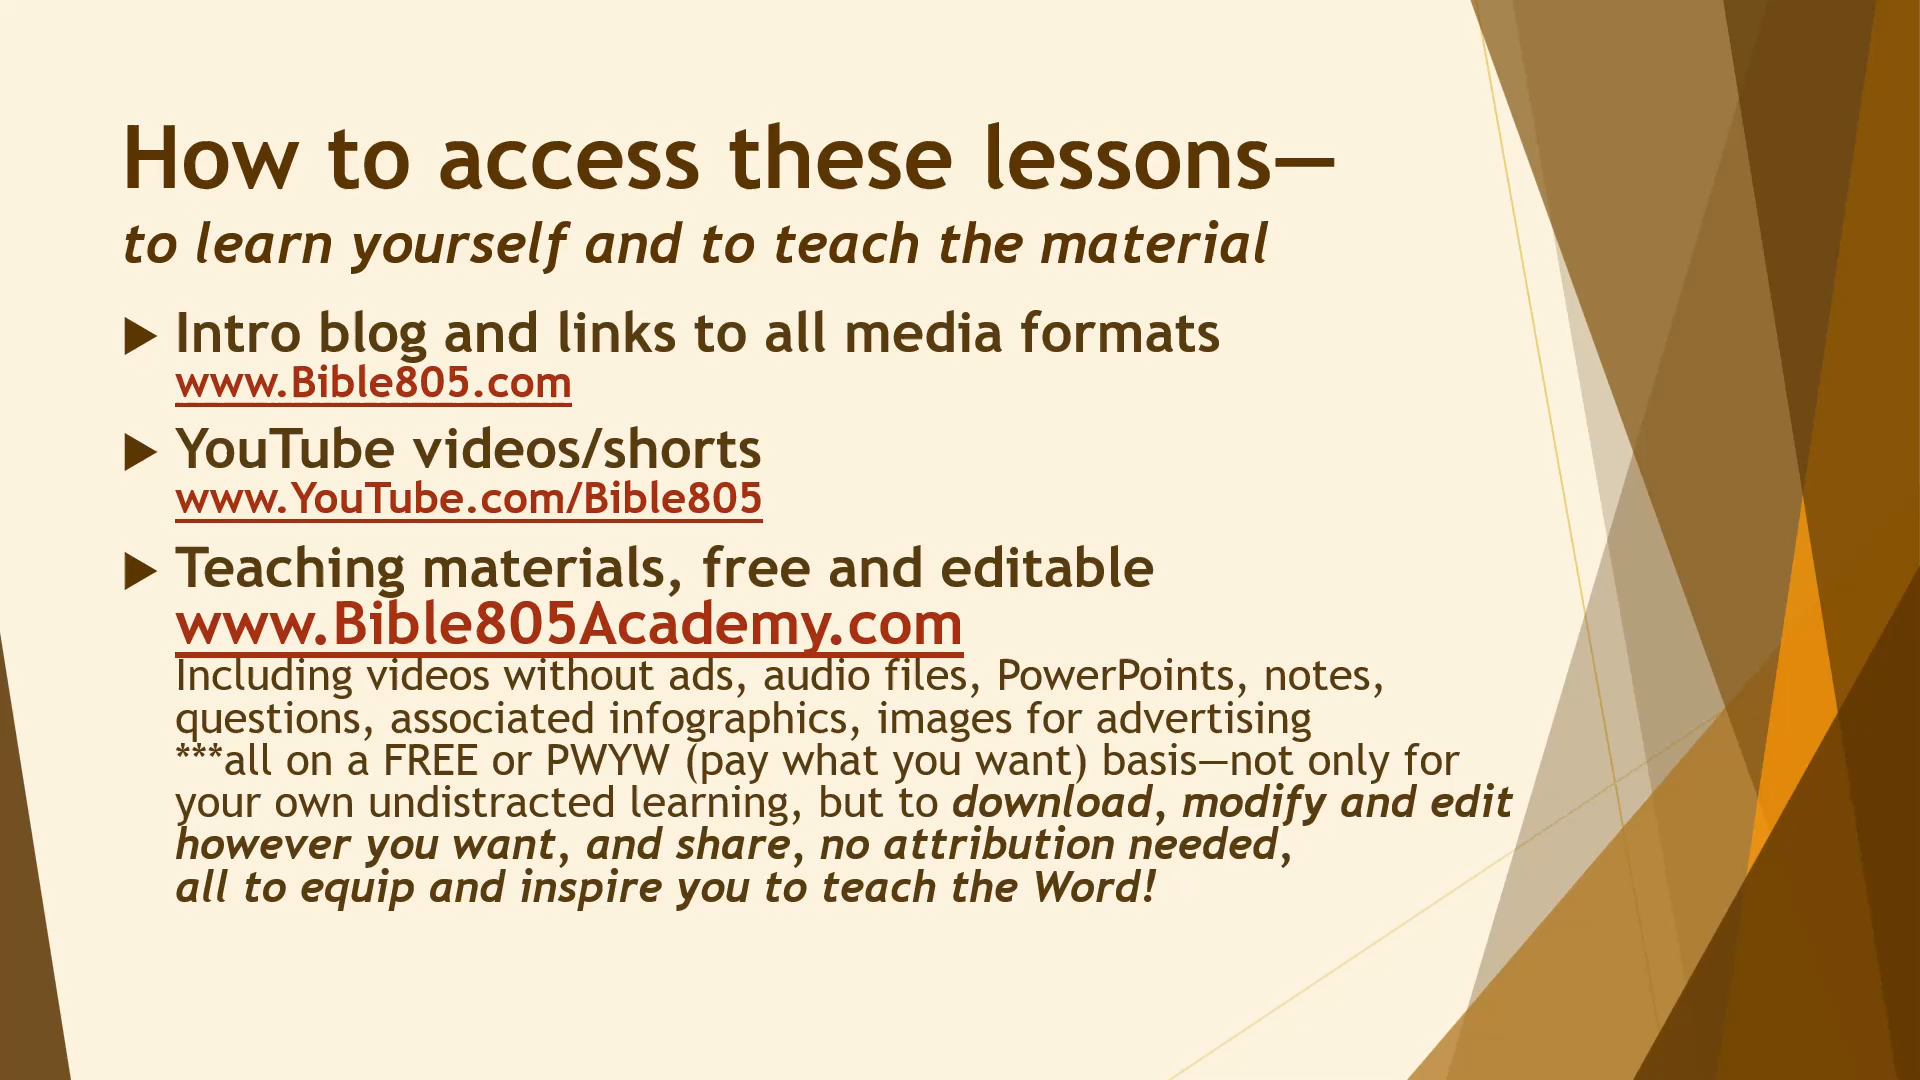 How to access these lessons—
to learn yourself and to teach the material
Intro blog and links to all media formats
www.Bible805.com
YouTube videos/shorts
www.YouTube.com/Bible805
Teaching materials, free and editable
www.Bible805Academy.com
Including videos without ads, audio files, PowerPoints, notes,
questions, associated infographics, images for advertising
***all on a FREE or PWYW (pay what you want) basis—not only for
your own undistracted learning, but to download, modify and edit
however you want, and share, no attribution needed,
all to equip and inspire you to teach the Word!